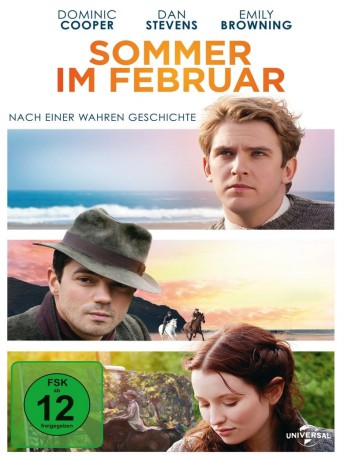 DOMINIC COOPER
DAN STEVENS
EMILY BROWNING
SOMMER
IM FEBRUAR
NACH EINER WAHREN GESCHICHTE
FSK
ab
12
freigegeben
UNIVERSAL